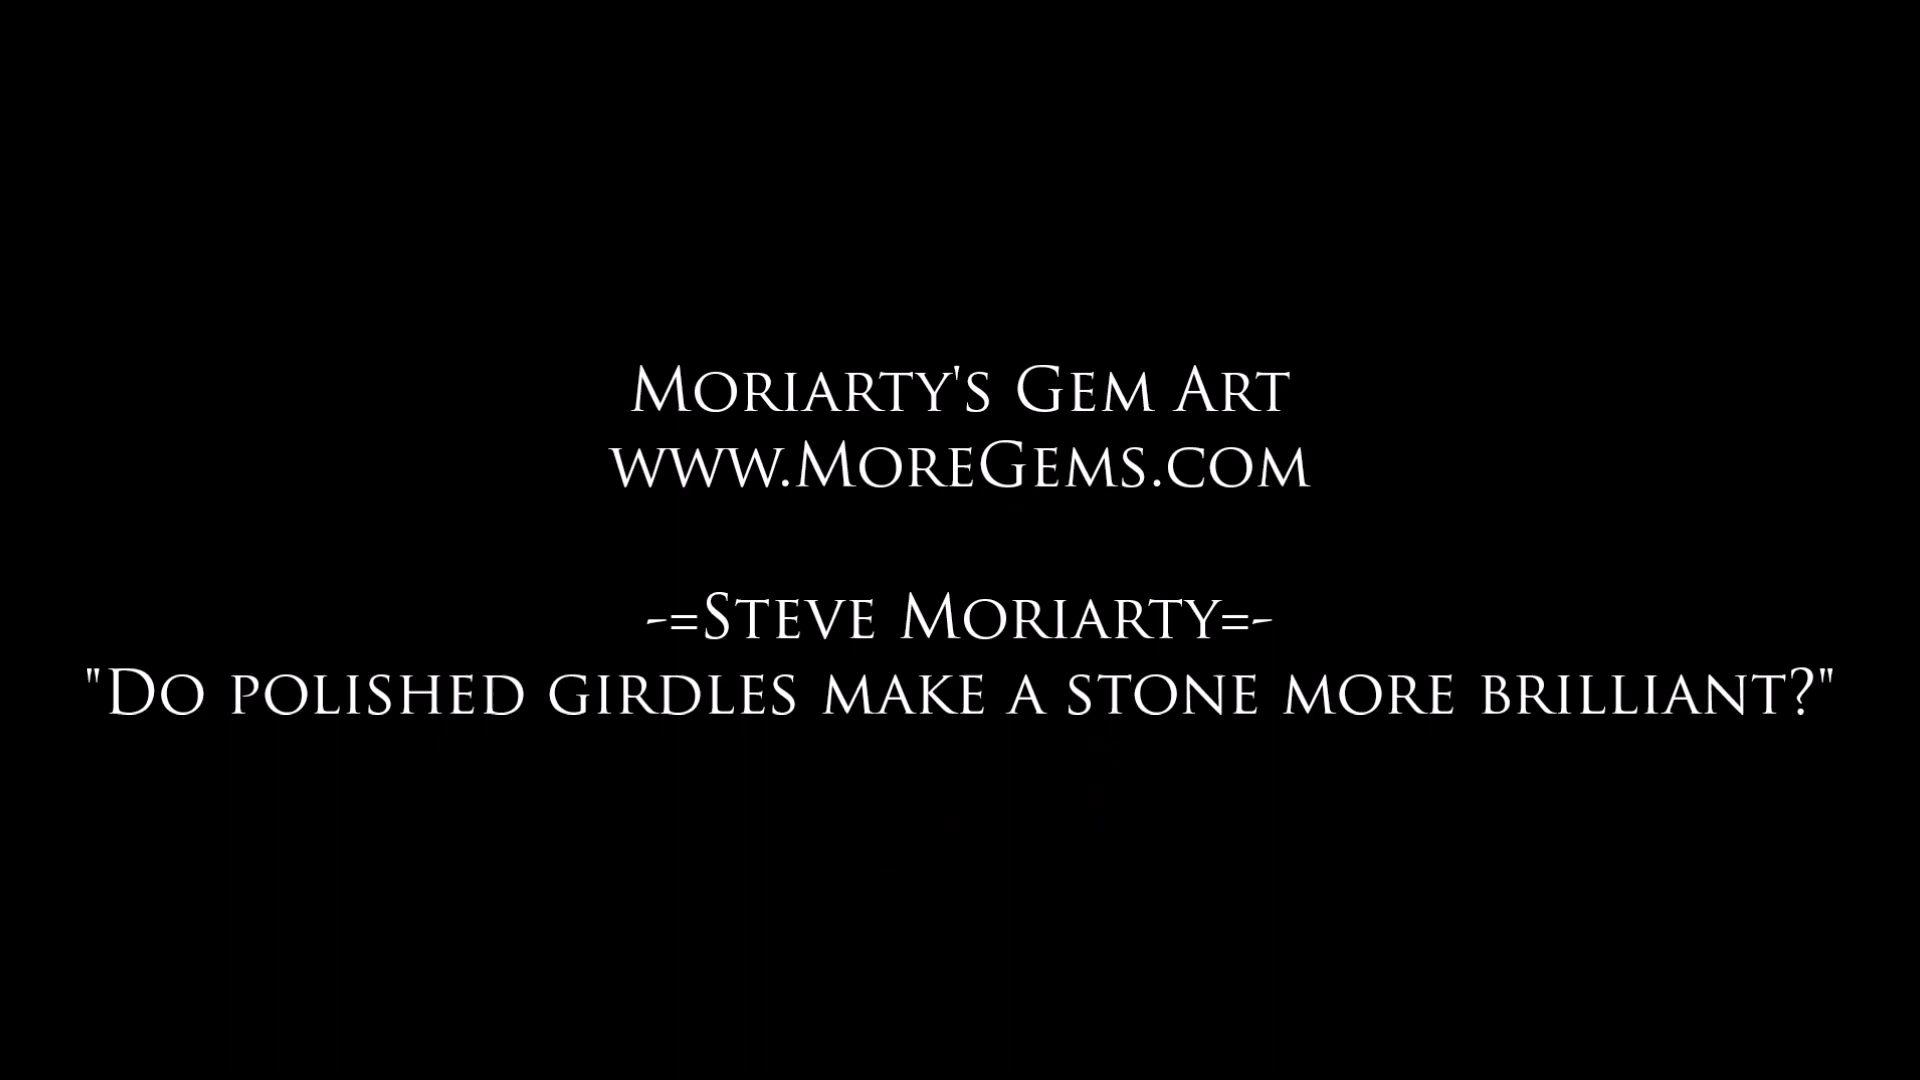 Moriarty's Gem Art
www.MoreGems.com
-=Steve Moriarty=-
"Do polished girdles make a stone more brilliant?"